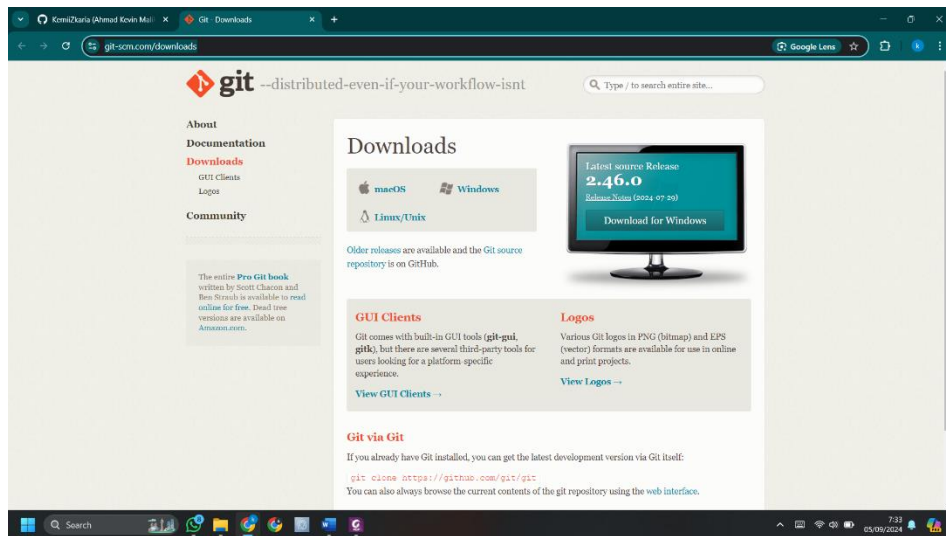 KemiiZkaria (Ahmad Kevin Mali
Git - Downloads
git-scm.com/downloads
Google Lens
k
git --distributed-even-if-your-workflow-isnt
Type / to search entire site...
About
Documentation
Downloads
GUI Clients
Logos
Community
The entire Pro Git book
written by Scott Chacon and
Ben Straub is available to read
online for free. Dead tree
versions are available on
Amazon.com.
Downloads
macOS
Windows
Linux/Unix
Older releases are available and the Git source
repository is on GitHub.
Latest source Release
2.46.0
Release Notes (2024-07-29)
Download for Windows
GUI Clients
Git comes with built-in GUI tools (git-gui,
gitk), but there are several third-party tools for
users looking for a platform-specific
experience.
View GUI Clients →
Logos
Various Git logos in PNG (bitmap) and EPS
(vector) formats are available for use in online
and print projects.
View Logos →
Git via Git
If you already have Git installed, you can get the latest development version via Git itself:
git clone https://github.com/git/git
You can also always browse the current contents of the git repository using the web interface.
Search
7:33
05/09/2024